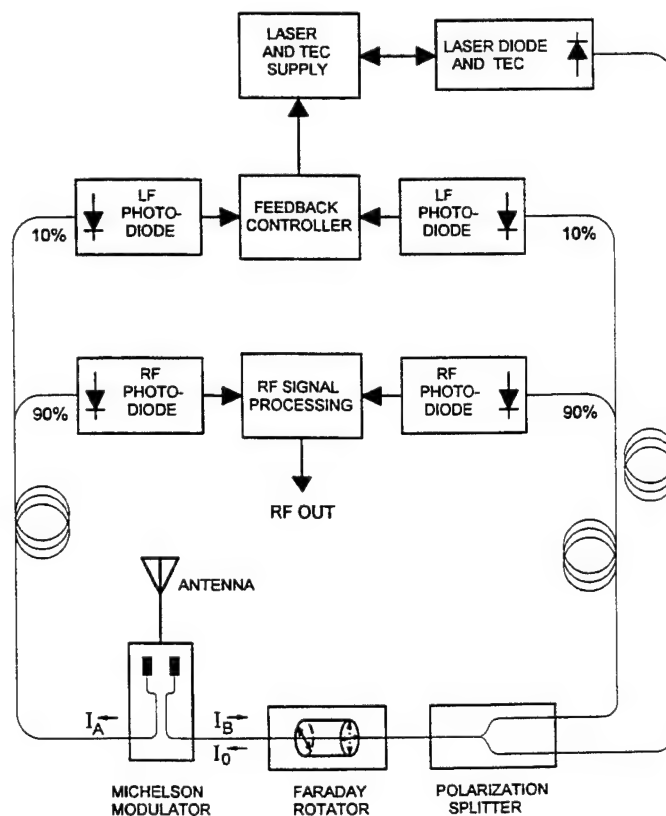 LASER
AND TEC
SUPPLY
LASER DIODE
AND TEC
LF
PHOTO-
DIODE
FEEDBACK
CONTROLLER
LF
PHOTO-
DIODE
10%
10%
RF
PHOTO-
DIODE
RF SIGNAL
PROCESSING
RF
PHOTO-
DIODE
90%
90%
RF OUT
ANTENNA
I_A
I_B
I_0
MICHELSON
MODULATOR
FARADAY
ROTATOR
POLARIZATION
SPLITTER